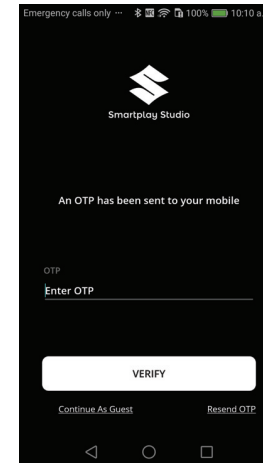 Emergency calls only ··· 100% 10:10 a.
Smartplay Studio
An OTP has been sent to your mobile
OTP
Enter OTP
VERIFY
Continue As Guest Resend OTP